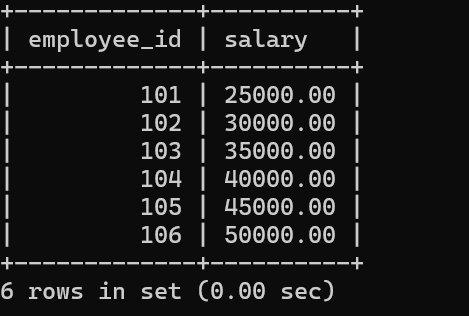 +-------------+----------+
| employee_id | salary   |
+-------------+----------+
|         101 | 25000.00 |
|         102 | 30000.00 |
|         103 | 35000.00 |
|         104 | 40000.00 |
|         105 | 45000.00 |
|         106 | 50000.00 |
+-------------+----------+
6 rows in set (0.00 sec)